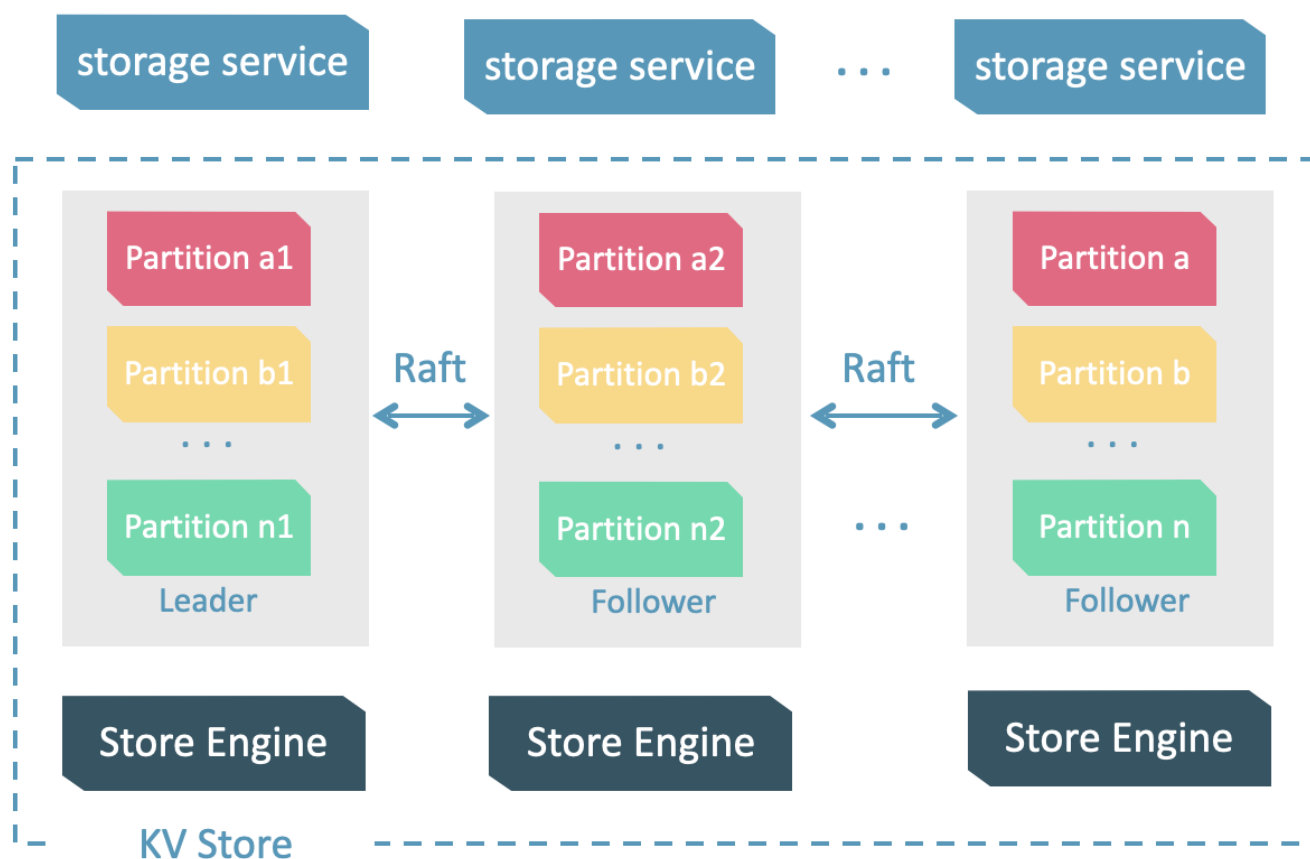 storage service
storage service
. . .
storage service
Partition a1
Partition a2
Partition a
Partition b1
Raft
Partition b2
Raft
Partition b
. . .
. . .
. . .
Partition n1
Partition n2
. . .
Partition n
Leader
Follower
Follower
Store Engine
Store Engine
Store Engine
KV Store